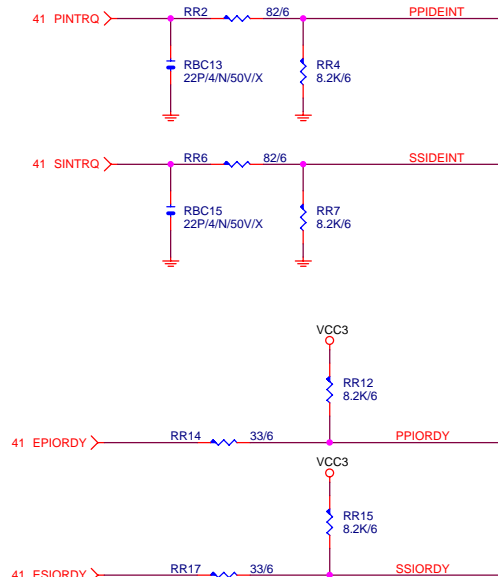 RR2 82/6 PPIDEINT
41 PINTRQ
RBC13 RR4
22P/4/N/50V/X 8.2K/6
RR6 82/6 SSIDEINT
41 SINTRQ
RBC15 RR7
22P/4/N/50V/X 8.2K/6
VCC3
RR12
8.2K/6
RR14 33/6 PPIORDY
41 EPIORDY
VCC3
RR15
8.2K/6
RR17 33/6 SSIORDY
41 ESIORDY